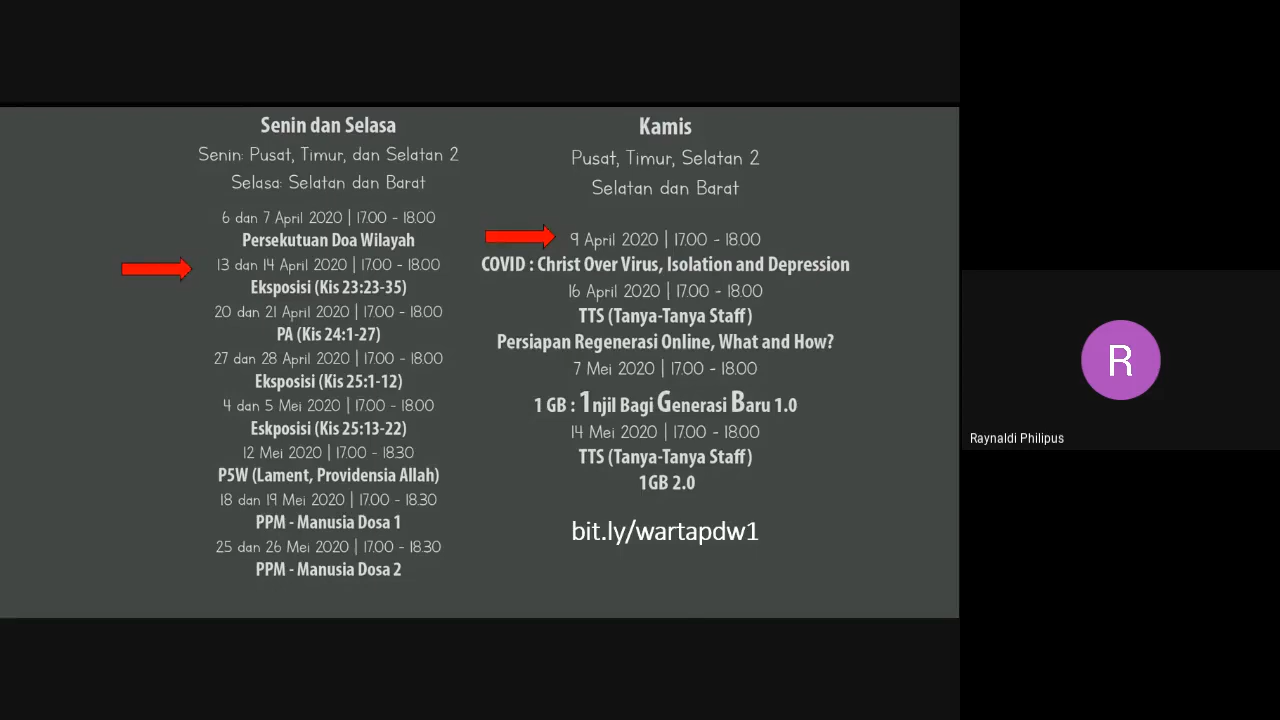 Senin dan Selasa
Senin: Pusat, Timur, dan Selatan 2
Selasa: Selatan dan Barat
6 dan 7 April 2020 | 17.00 - 18.00
Persekutuan Doa Wilayah
13 dan 14 April 2020 | 17.00 - 18.00
Eksposisi (Kis 23:23-35)
20 dan 21 April 2020 | 17.00 - 18.00
PA (Kis 24:1-27)
27 dan 28 April 2020 | 17.00 - 18.00
Eksposisi (Kis 25:1-12)
4 dan 5 Mei 2020 | 17.00 - 18.00
Eskposisi (Kis 25:13-22)
12 Mei 2020 | 17.00 - 18.30
P5W (Lament, Providensia Allah)
18 dan 19 Mei 2020 | 17.00 - 18.30
PPM - Manusia Dosa 1
25 dan 26 Mei 2020 | 17.00 - 18.30
PPM - Manusia Dosa 2
Kamis
Pusat, Timur, Selatan 2
Selatan dan Barat
9 April 2020 | 17.00 - 18.00
COVID : Christ Over Virus, Isolation and Depression
16 April 2020 | 17.00 - 18.00
TTS (Tanya-Tanya Staff)
Persiapan Regenerasi Online, What and How?
7 Mei 2020 | 17.00 - 18.00
1 GB : 1njil Bagi Generasi Baru 1.0
14 Mei 2020 | 17.00 - 18.00
TTS (Tanya-Tanya Staff)
1GB 2.0
bit.ly/wartapdw1
R
Raynaldi Philipus